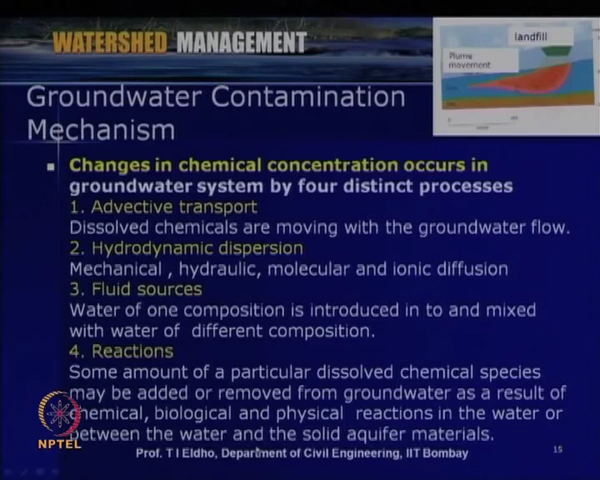 WATERSHED MANAGEMENT
landfill
Plume
movement
Groundwater Contamination
Mechanism
Changes in chemical concentration occurs in
groundwater system by four distinct processes
1. Advective transport
Dissolved chemicals are moving with the groundwater flow.
2. Hydrodynamic dispersion
Mechanical , hydraulic, molecular and ionic diffusion
3. Fluid sources
Water of one composition is introduced in to and mixed
with water of different composition.
4. Reactions
Some amount of a particular dissolved chemical species
may be added or removed from groundwater as a result of
chemical, biological and physical reactions in the water or
between the water and the solid aquifer materials.
NPTEL
Prof. T I Eldho, Department of Civil Engineering, IIT Bombay
15